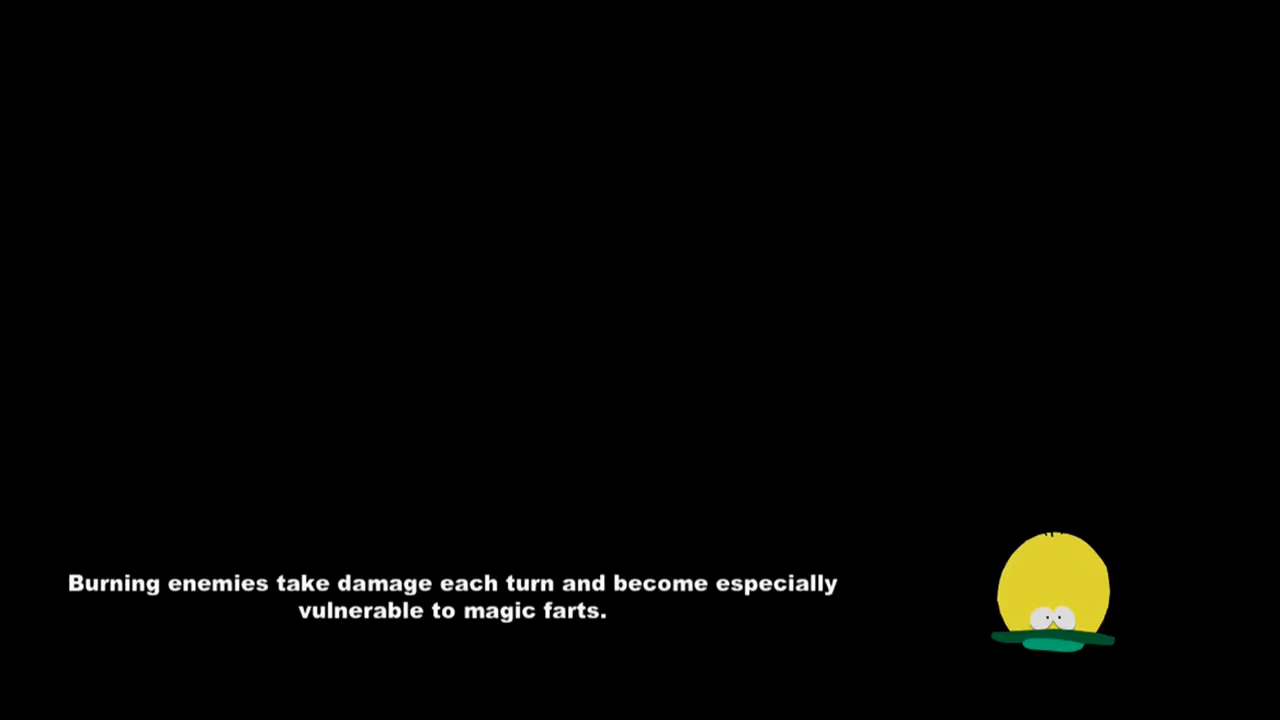 Burning enemies take damage each turn and become especially
vulnerable to magic farts.